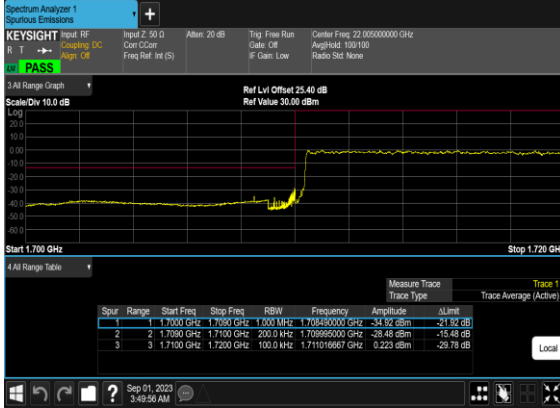 Spectrum Analyzer 1
Spurious Emissions
+
KEYSIGHT Input: RF Input Z: 50 Ω Atten: 20 dB Trig: Free Run Center Freq: 22.005000000 GHz
R T Coupling: DC Corr CCorr Gate: Off Avg|Hold: 100/100
Align: Off Freq Ref: Int (S) IF Gain: Low Radio Std: None
LXI PASS
3 All Range Graph
Ref Lvl Offset 25.40 dB
Scale/Div 10.0 dB Ref Value 30.00 dBm
Log
20.0
10.0
0.00
-10.0
-20.0
-30.0
-40.0
-50.0
-60.0
Start 1.700 GHz Stop 1.720 GH
4 All Range Table
Measure Trace Trace 1
Trace Type Trace Average (Active)
Spur Range Start Freq Stop Freq RBW Frequency Amplitude ΔLimit
1 1 1.7000 GHz 1.7090 GHz 1.000 MHz 1.708490000 GHz -34.92 dBm -21.92 dB
2 2 1.7090 GHz 1.7100 GHz 200.0 kHz 1.709995000 GHz -28.48 dBm -15.48 dB
3 3 1.7100 GHz 1.7200 GHz 100.0 kHz 1.711016667 GHz 0.223 dBm -29.78 dB
Local
? Sep 01, 2023
3:49:56 AM